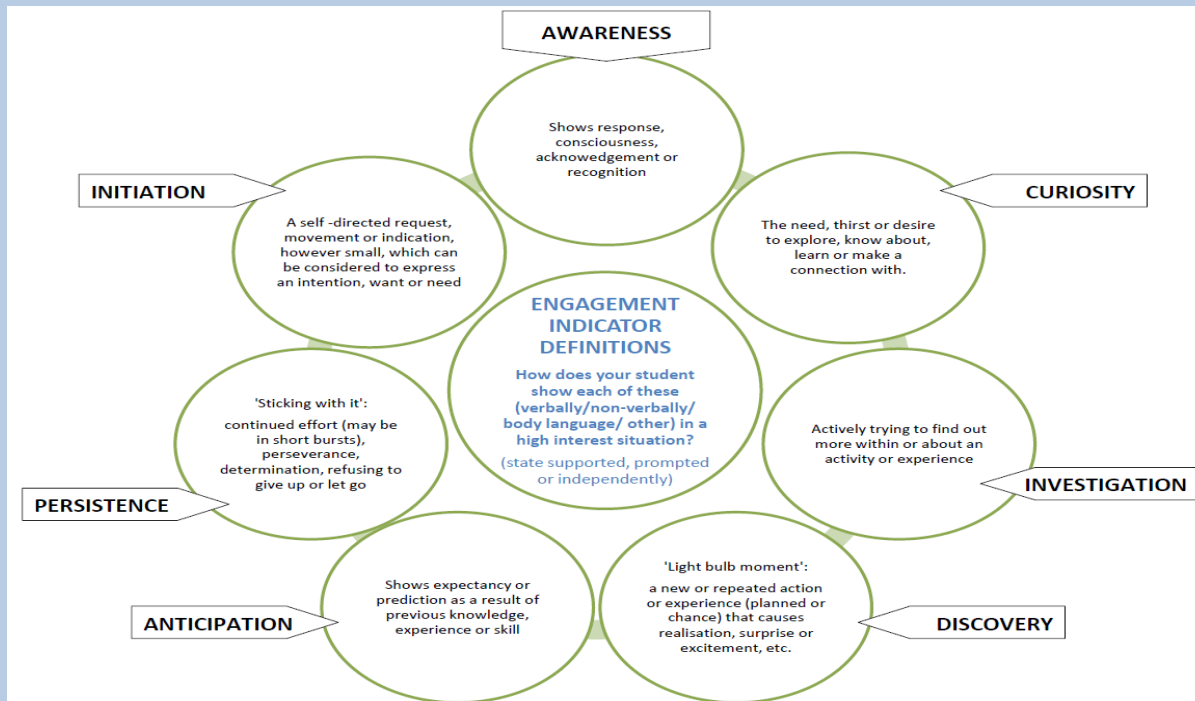 AWARENESS
Shows response,
consciousness,
acknowedgement or
recognition
CURIOSITY
The need, thirst or desire
to explore, know about,
learn or make a
connection with.
INVESTIGATION
Actively trying to find out
more within or about an
activity or experience
DISCOVERY
'Light bulb moment':
a new or repeated action
or experience (planned or
chance) that causes
realisation, surprise or
excitement, etc.
ANTICIPATION
Shows expectancy or
prediction as a result of
previous knowledge,
experience or skill
PERSISTENCE
'Sticking with it':
continued effort (may be
in short bursts),
perseverance,
determination, refusing to
give up or let go
INITIATION
A self -directed request,
movement or indication,
however small, which can
be considered to express
an intention, want or need
ENGAGEMENT
INDICATOR
DEFINITIONS
How does your student
show each of these
(verbally/non-verbally/
body language/ other) in a
high interest situation?
(state supported, prompted
or independently)